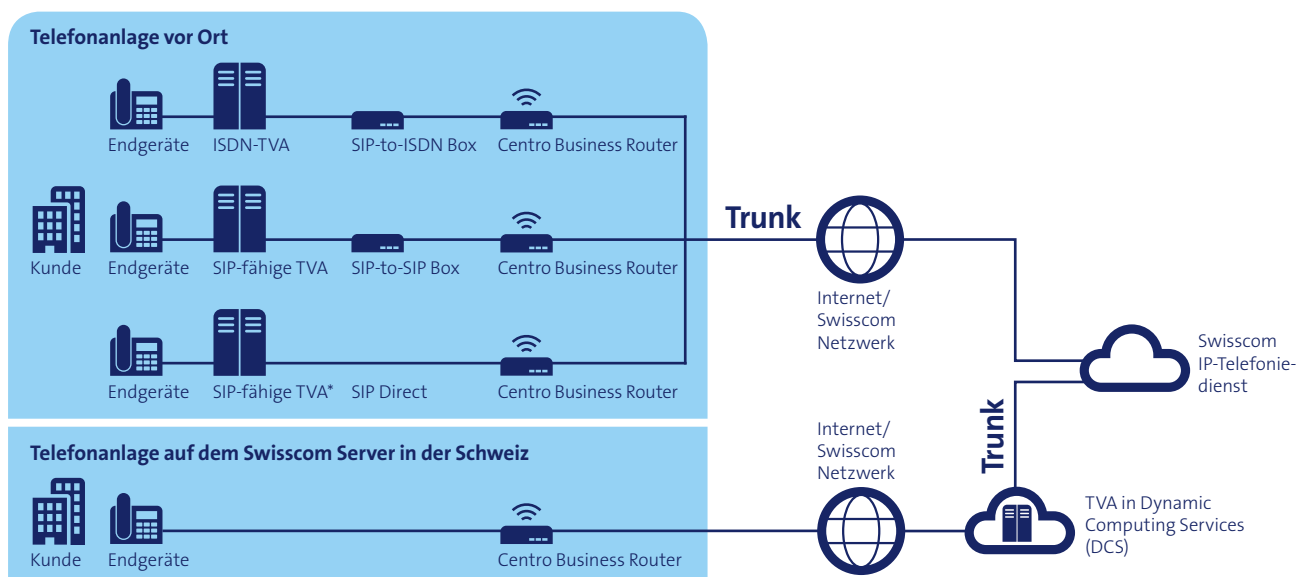 Telefonanlage vor Ort
Endgeräte
ISDN-TVA
SIP-to-ISDN Box
Centro Business Router
Kunde
Endgeräte
SIP-fähige TVA
SIP-to-SIP Box
Centro Business Router
Endgeräte
SIP-fähige TVA*
SIP Direct
Centro Business Router
Trunk
Internet/
Swisscom
Netzwerk
Swisscom
IP-Telefonie-
dienst
Telefonanlage auf dem Swisscom Server in der Schweiz
Kunde
Endgeräte
Centro Business Router
Internet/
Swisscom
Netzwerk
Trunk
TVA in Dynamic
Computing Services
(DCS)